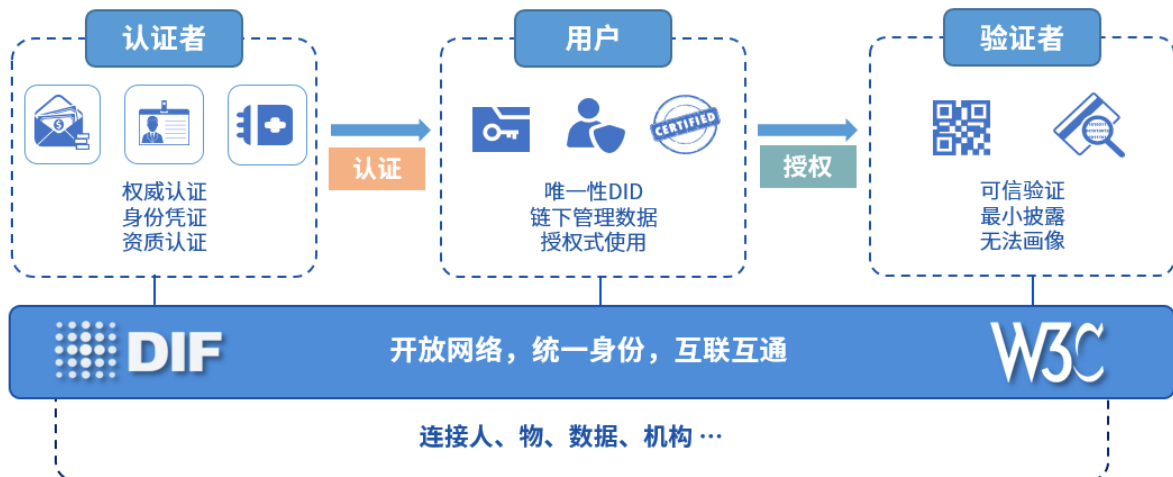 认证者
用户
验证者
CERTIFIED
认证
授权
权威认证
身份凭证
资质认证
唯一性DID
链下管理数据
授权式使用
可信验证
最小披露
无法画像
DIF
开放网络，统一身份，互联互通
W3C
连接人、物、数据、机构 …